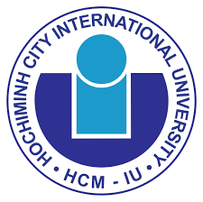 HOCHIMINH CITY INTERNATIONAL UNIVERSITY
• HCM - IU •